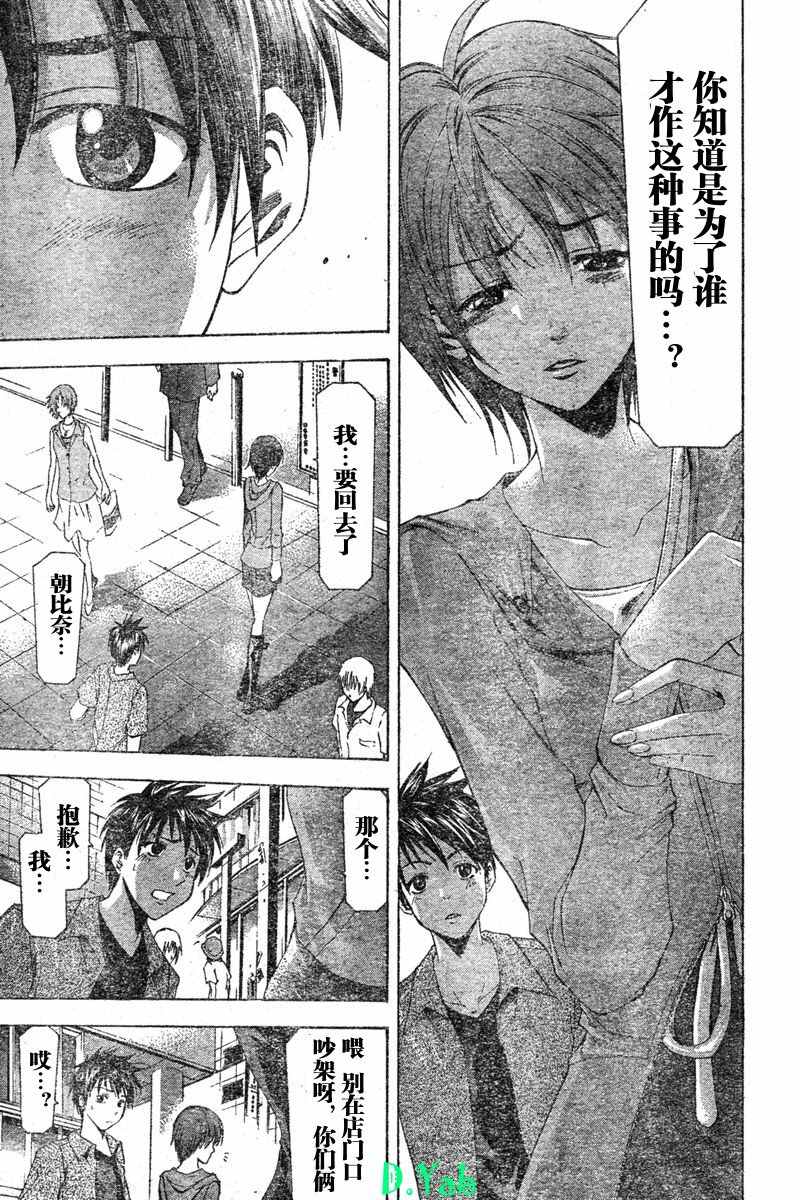 你知道是为了谁
才作这种事的吗…?
我…要回去了
朝比奈…
那个…
抱歉…
我…
喂 别在店门口
吵架呀，你们俩
哎…?
D.Yab